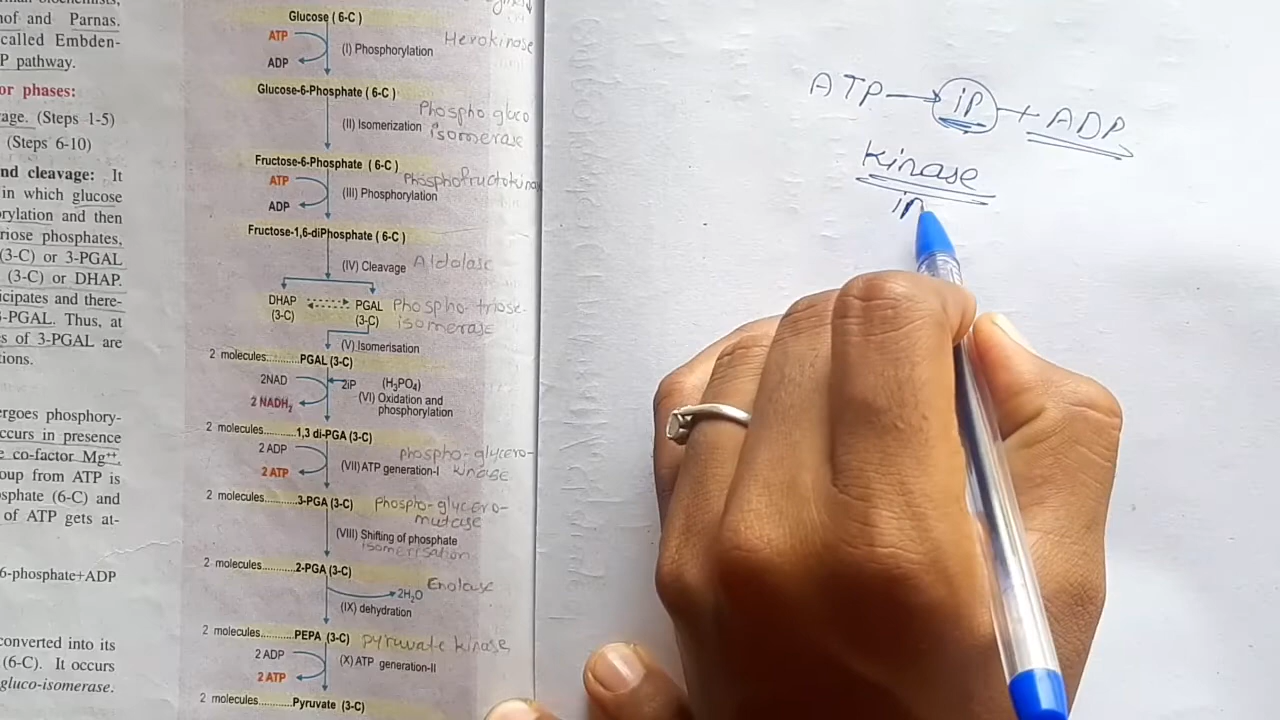 of and Parnas.
called Embden-
P pathway.
or phases:
age. (Steps 1-5)
(Steps 6-10)
nd cleavage: It
in which glucose
orylation and then
riose phosphates,
(3-C) or 3-PGAL
(3-C) or DHAP.
icipates and there-
-PGAL. Thus, at
s of 3-PGAL are
tions.
ergoes phosphory-
ccurs in presence
e co-factor Mg++.
oup from ATP is
sphate (6-C) and
of ATP gets at-
6-phosphate+ADP
converted into its
(6-C). It occurs
gluco-isomerase.
Glucose (6-C)
ATP
ADP
(I) Phosphorylation
Hexokinase
Glucose-6-Phosphate ( 6-C )
(II) Isomerization
Phospho gluco
isomerase
Fructose-6-Phosphate ( 6-C )
ATP
ADP
(III) Phosphorylation
Phosphofructokinas
Fructose-1,6-diPhosphate ( 6-C )
(IV) Cleavage
Aldolase
DHAP
(3-C)
PGAL
(3-C)
Phospho-triose-
isomerase
(V) Isomerisation
2 molecules............PGAL (3-C)
2NAD
2 NADH2
2iP (H3PO4)
(VI) Oxidation and
phosphorylation
2 molecules............1,3 di-PGA (3-C)
2 ADP
2 ATP
(VII) ATP generation-I
phospho-glycero-
kinase
2 molecules............3-PGA (3-C)
Phospho-glycero-
mutase
(VIII) Shifting of phosphate
isomerisation
2 molecules............2-PGA (3-C)
2H2O
Enolase
(IX) dehydration
2 molecules............PEPA (3-C)
pyruvate kinase
2 ADP
2 ATP
(X) ATP generation-II
2 molecules............Pyruvate (3-C)
ATP → iP + ADP
Kinase